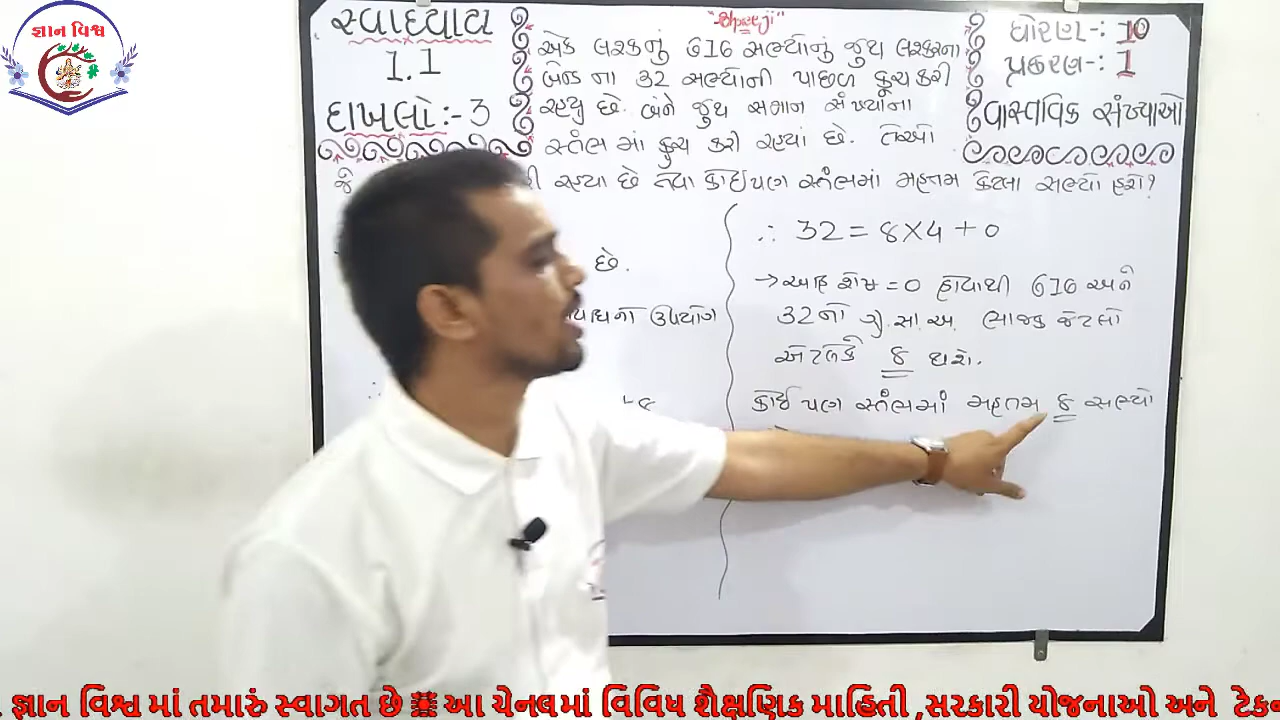 જ્ઞાન વિશ્વ
સ્વાધ્યાય
1.1
દાખલો :- 3
એક લશ્કરનું 616 સભ્યોનું જુથ લશ્કરના
બેન્ડ ના 32 સભ્યોની પાછળ કૂચ કરી
રહ્યુ છે. બંને જુથ સમાન સંખ્યાના
સ્તંભ માં કુચ કરી રહ્યાં છે. તેઓ
જે રહ્યા છે તેવા કોઈપણ સ્તંભમાં મહત્તમ કેટલા સભ્યો હશે?
ધોરણ-: 10
પ્રકરણ-: 1
વાસ્તવિક સંખ્યાઓ
છે.
ઉપયોગ
∴ 32 = 8 X 4 + 0
→ અહિ શેષ = 0 હોવાથી 616 અને
32નો ગુ.સા.અ. ભાજક જેટલો
એટલેકે 8 થશે.
કોઈ પણ સ્તંભમાં મહત્તમ 8 સભ્યો
જ્ઞાન વિશ્વ માં તમારું સ્વાગત છે આ ચેનલમાં વિવિધ શૈક્ષણિક માહિતી ,સરકારી યોજનાઓ અને